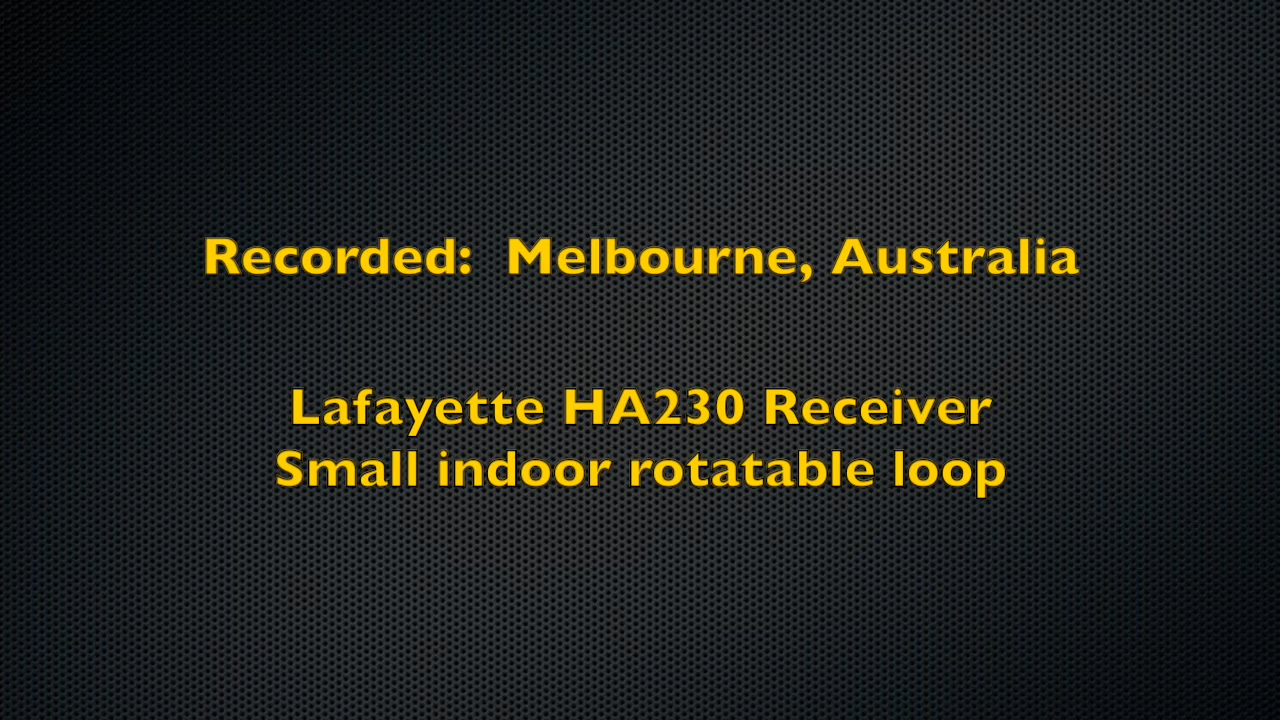 Recorded:  Melbourne, Australia
Lafayette HA230 Receiver
Small indoor rotatable loop